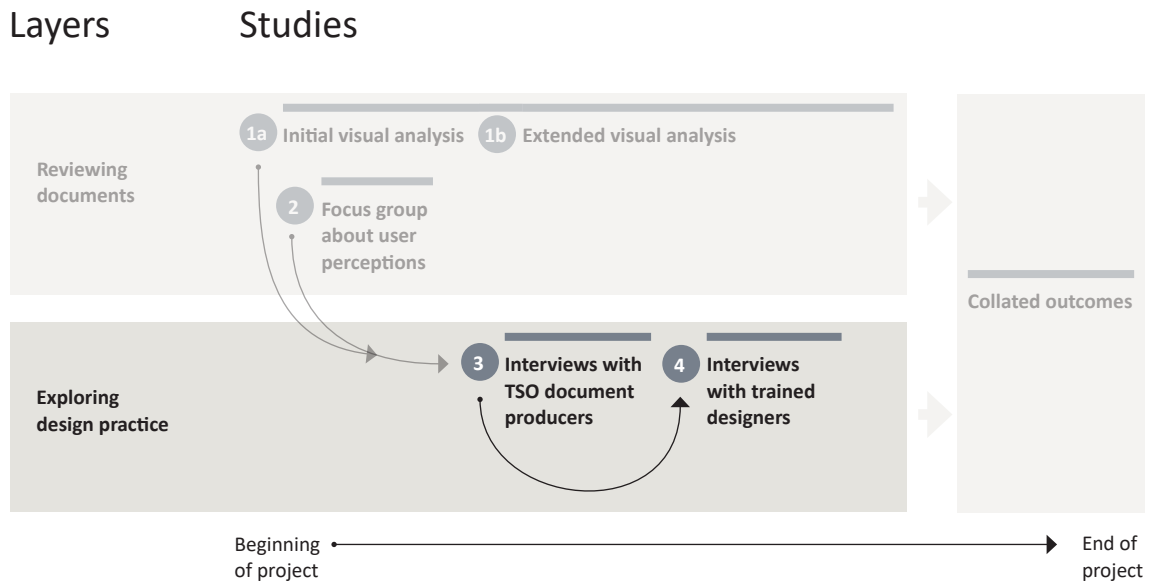 Layers
Studies
1a
Initial visual analysis
1b
Extended visual analysis
Reviewing
documents
2
Focus group
about user
perceptions
Collated outcomes
Exploring
design practice
3
Interviews with
TSO document
producers
4
Interviews
with trained
designers
Beginning
of project
End of
project